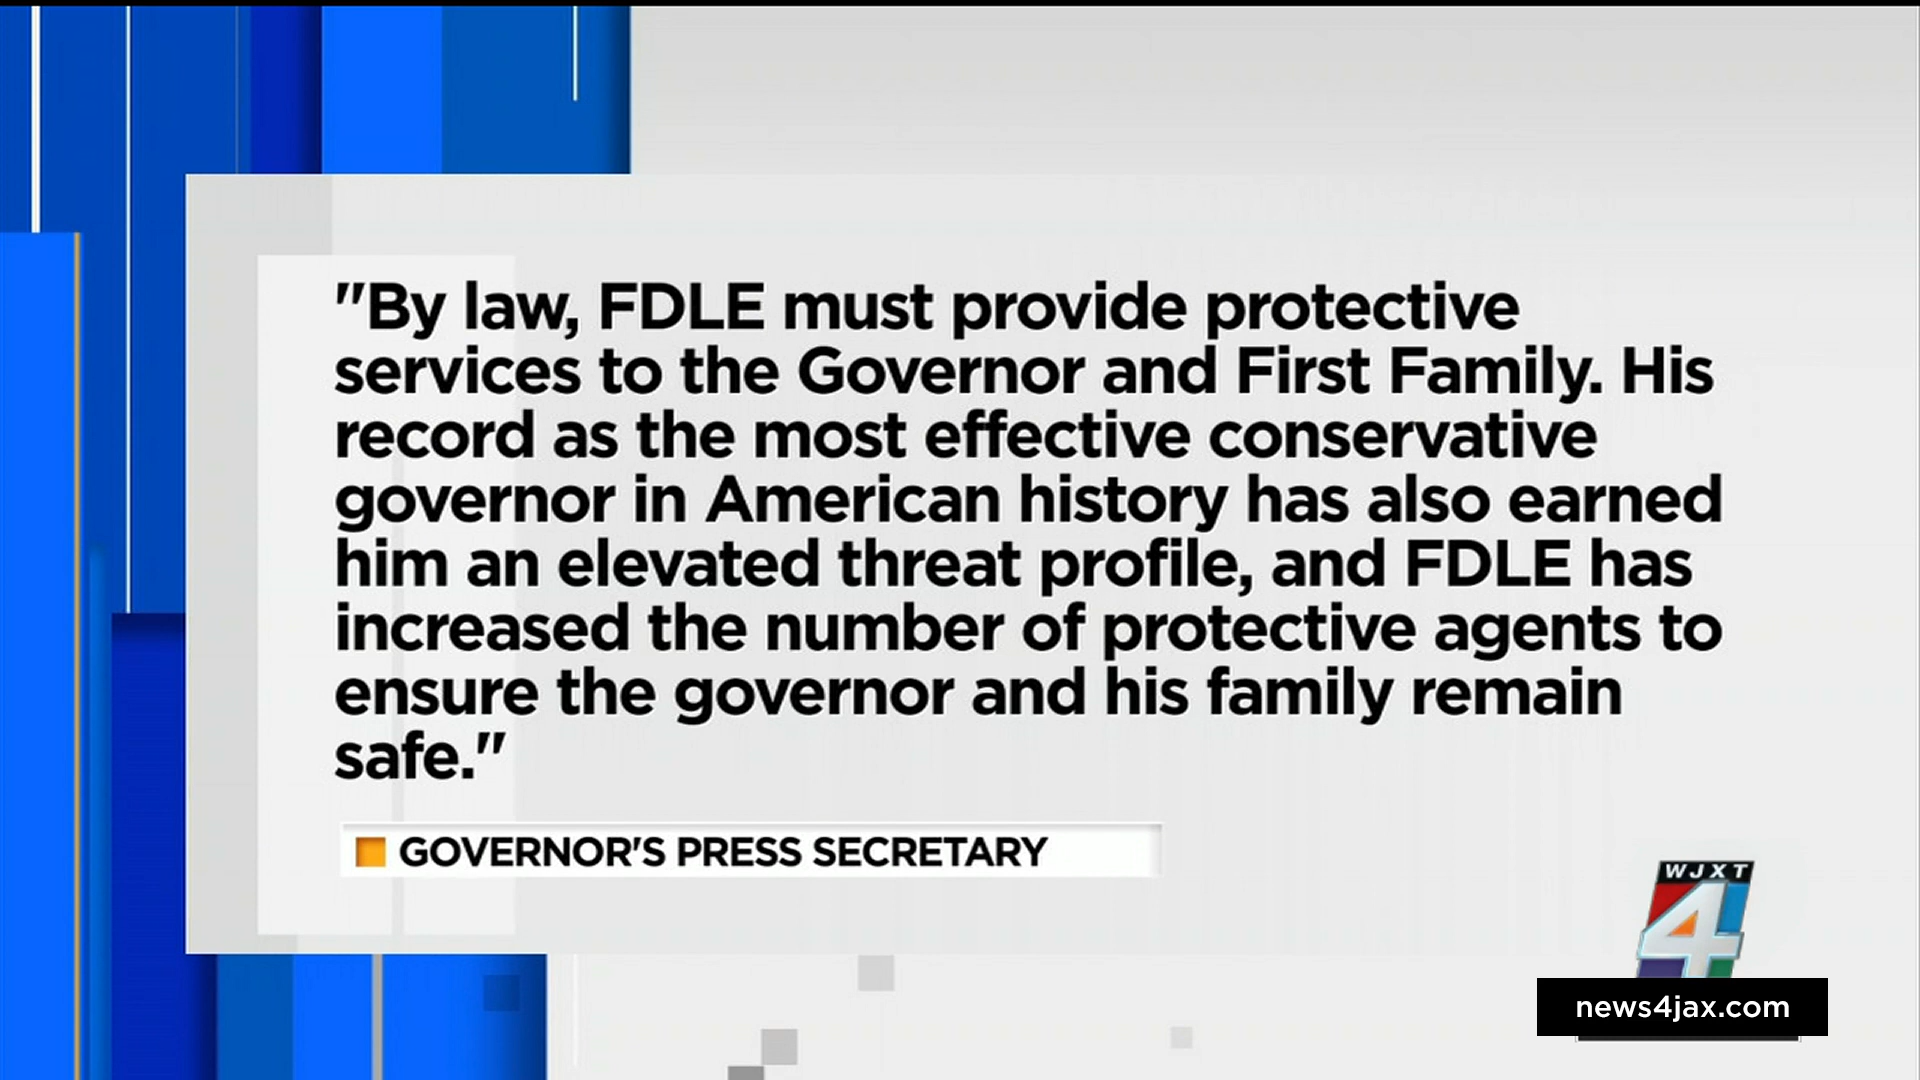 "By law, FDLE must provide protective
services to the Governor and First Family. His
record as the most effective conservative
governor in American history has also earned
him an elevated threat profile, and FDLE has
increased the number of protective agents to
ensure the governor and his family remain
safe."
GOVERNOR'S PRESS SECRETARY
WJXT
4
news4jax.com